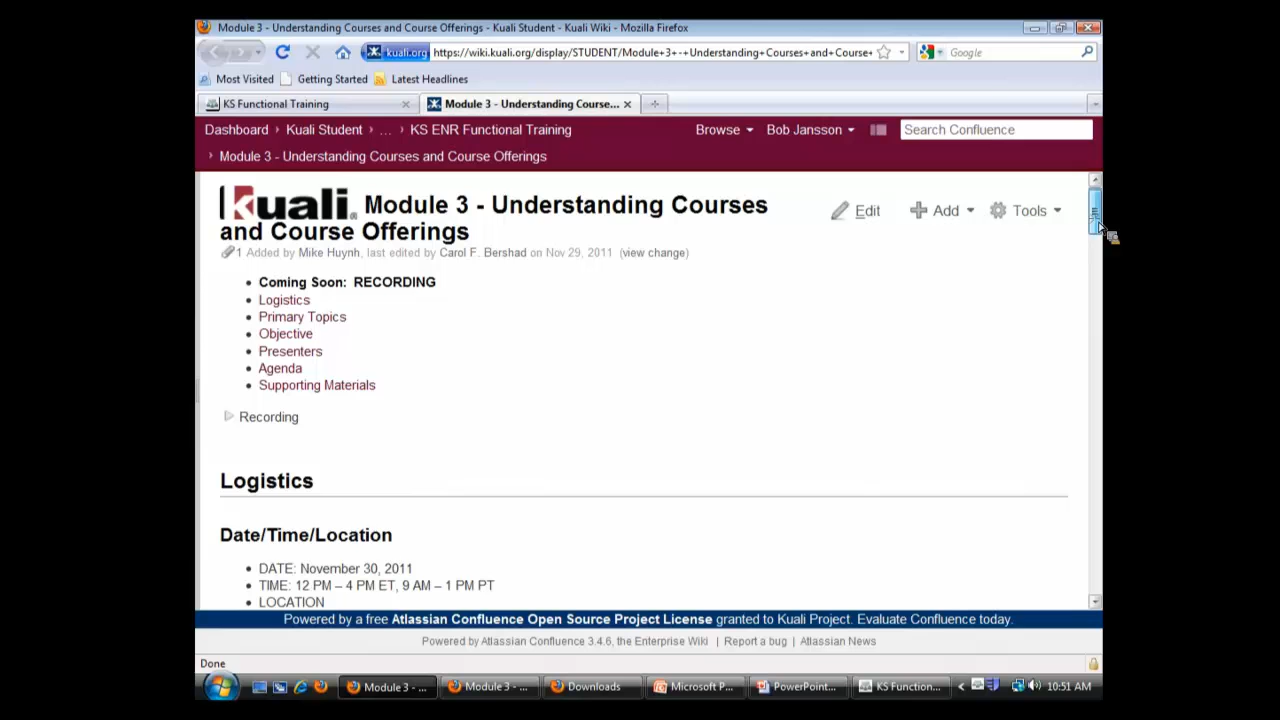 Module 3 - Understanding Courses and Course Offerings - Kuali Student - Kuali Wiki - Mozilla Firefox
kuali.org https://wiki.kuali.org/display/STUDENT/Module+3+-+Understanding+Courses+and+Course+
Google
Most Visited Getting Started Latest Headlines
KS Functional Training
Module 3 - Understanding Course...
Dashboard › Kuali Student › ... › KS ENR Functional Training
Browse Bob Jansson Search Confluence
› Module 3 - Understanding Courses and Course Offerings
kuali® Module 3 - Understanding Courses
and Course Offerings
Edit Add Tools
1 Added by Mike Huynh, last edited by Carol F. Bershad on Nov 29, 2011 (view change)
• Coming Soon: RECORDING
• Logistics
• Primary Topics
• Objective
• Presenters
• Agenda
• Supporting Materials
Recording
Logistics
Date/Time/Location
• DATE: November 30, 2011
• TIME: 12 PM – 4 PM ET, 9 AM – 1 PM PT
• LOCATION
Powered by a free Atlassian Confluence Open Source Project License granted to Kuali Project. Evaluate Confluence today.
Powered by Atlassian Confluence 3.4.6, the Enterprise Wiki | Report a bug | Atlassian News
Done
Module 3 - ... Module 3 - ... Downloads Microsoft P... PowerPoint... KS Function... 10:51 AM